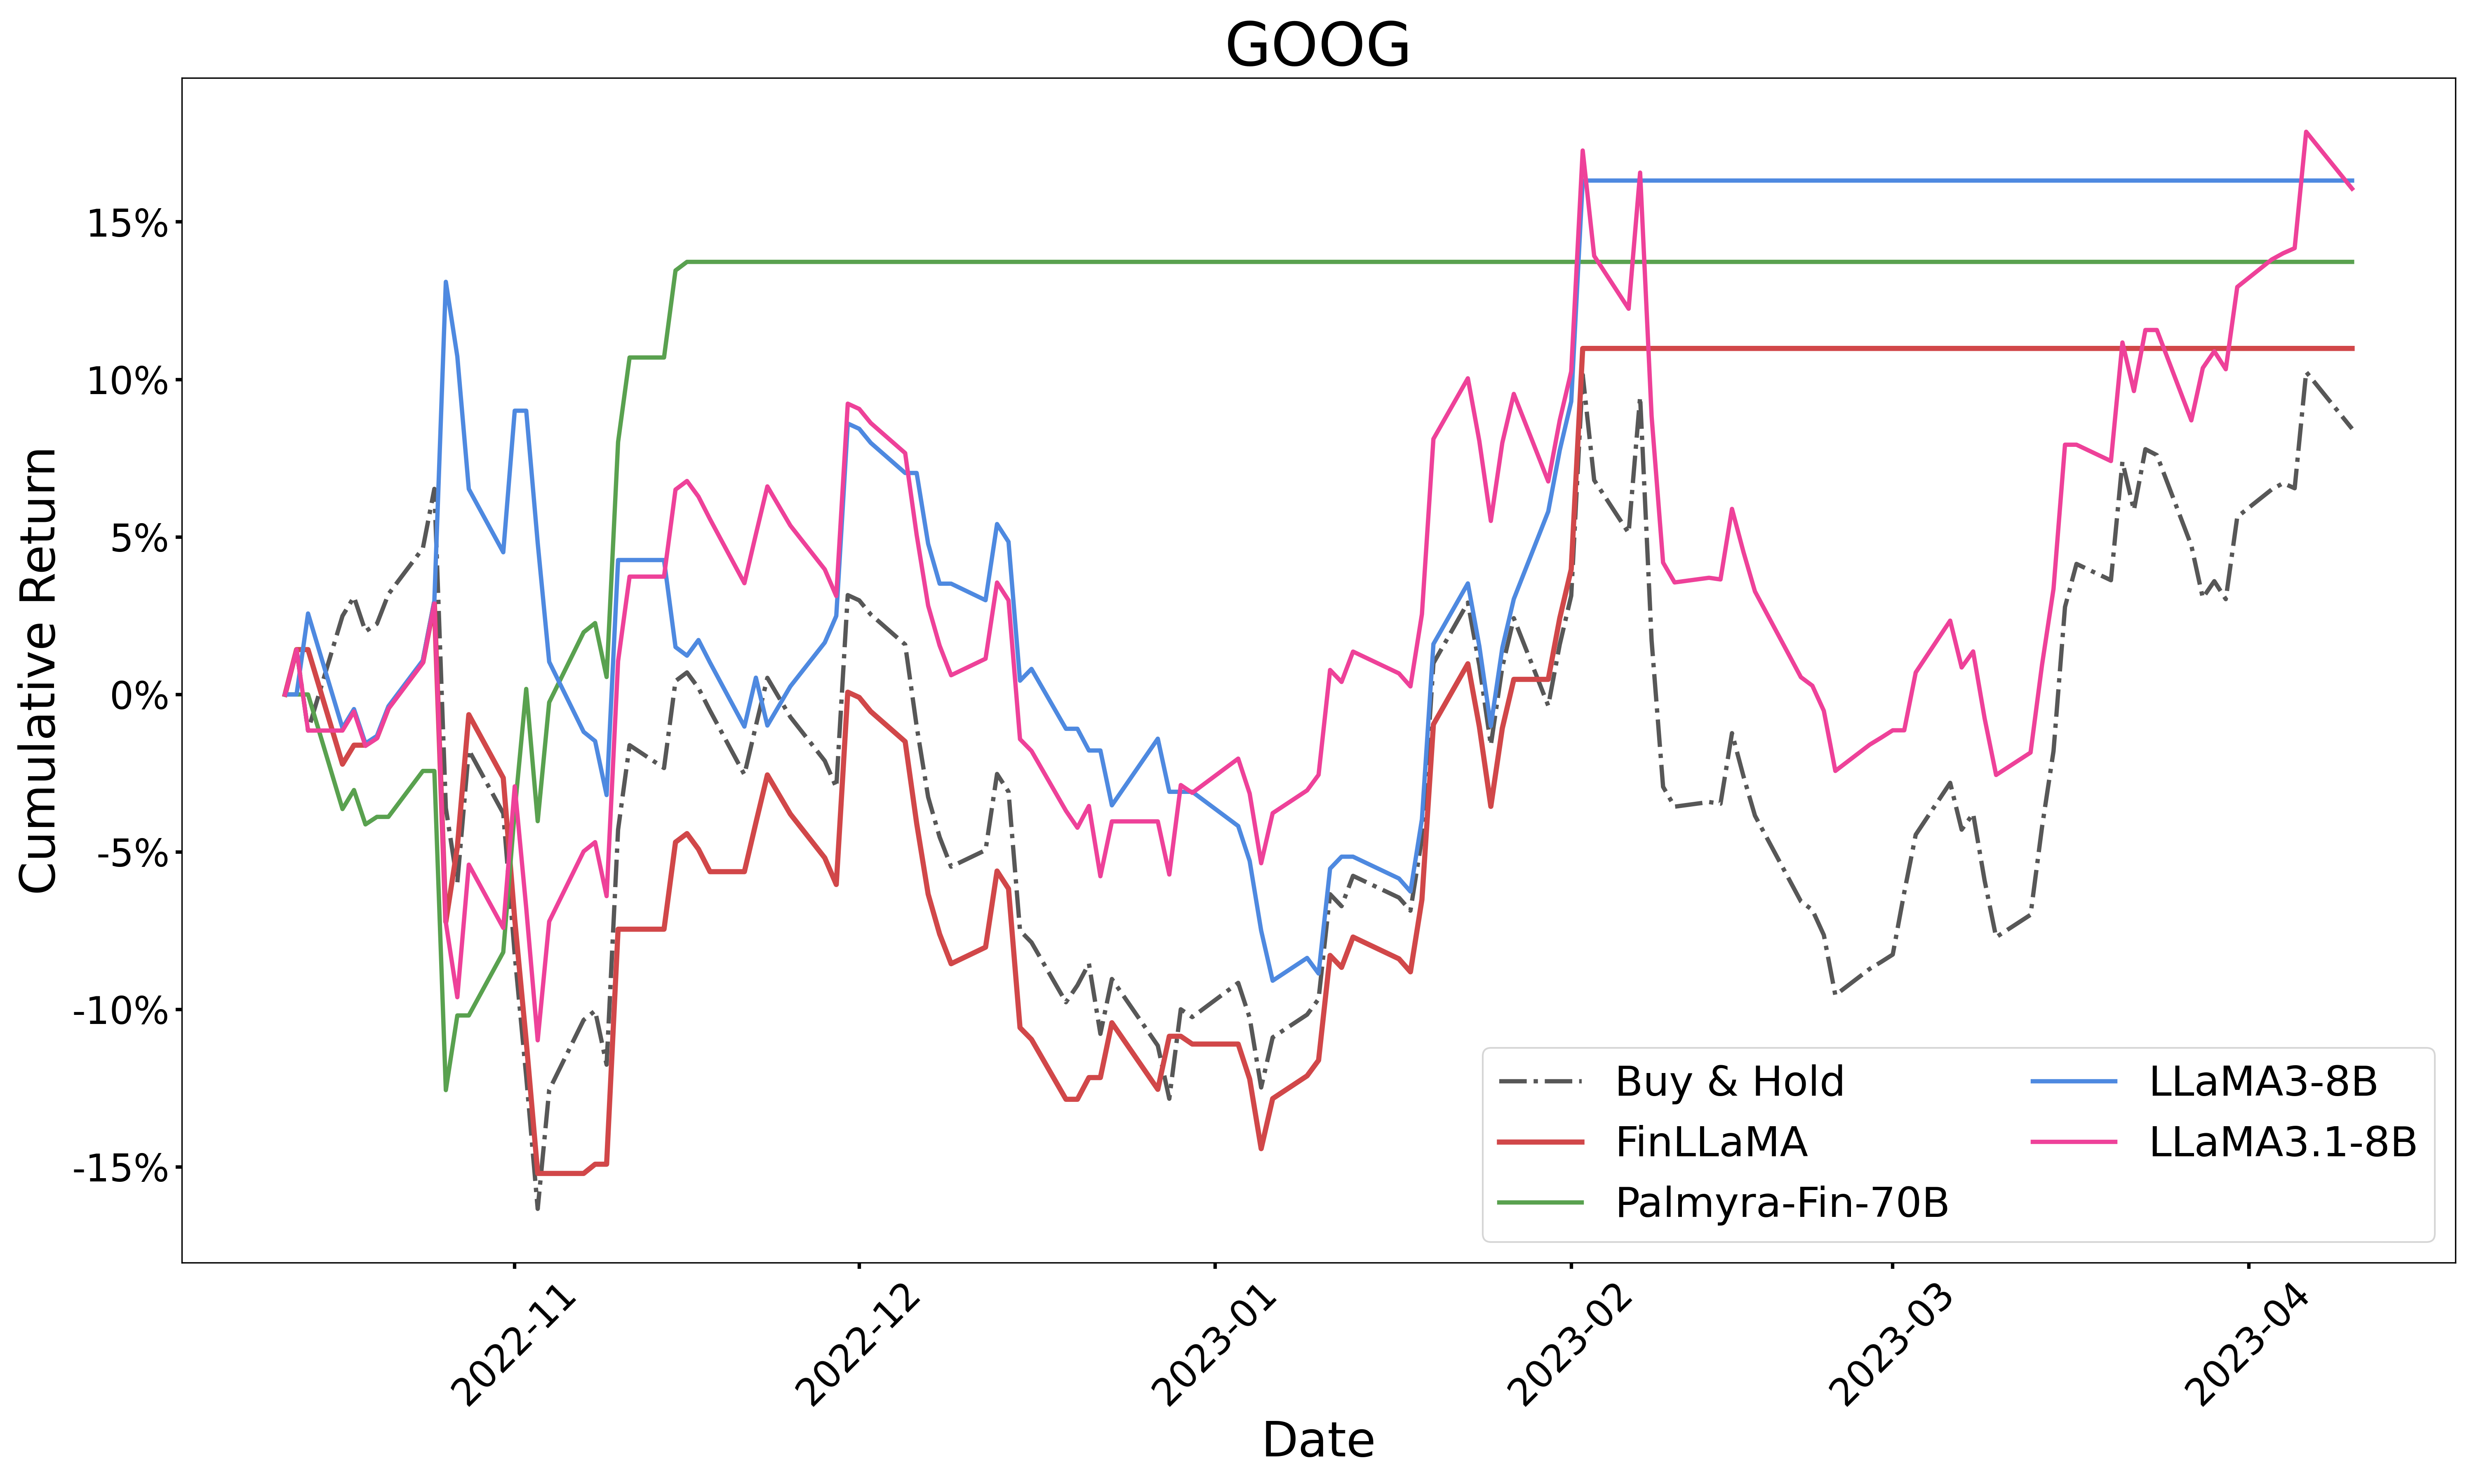 GOOG
Cumulative Return
15%
10%
5%
0%
-5%
-10%
-15%
2022-11
2022-12
2023-01
2023-02
2023-03
2023-04
Date
Buy & Hold
FinLLaMA
Palmyra-Fin-70B
LLaMA3-8B
LLaMA3.1-8B